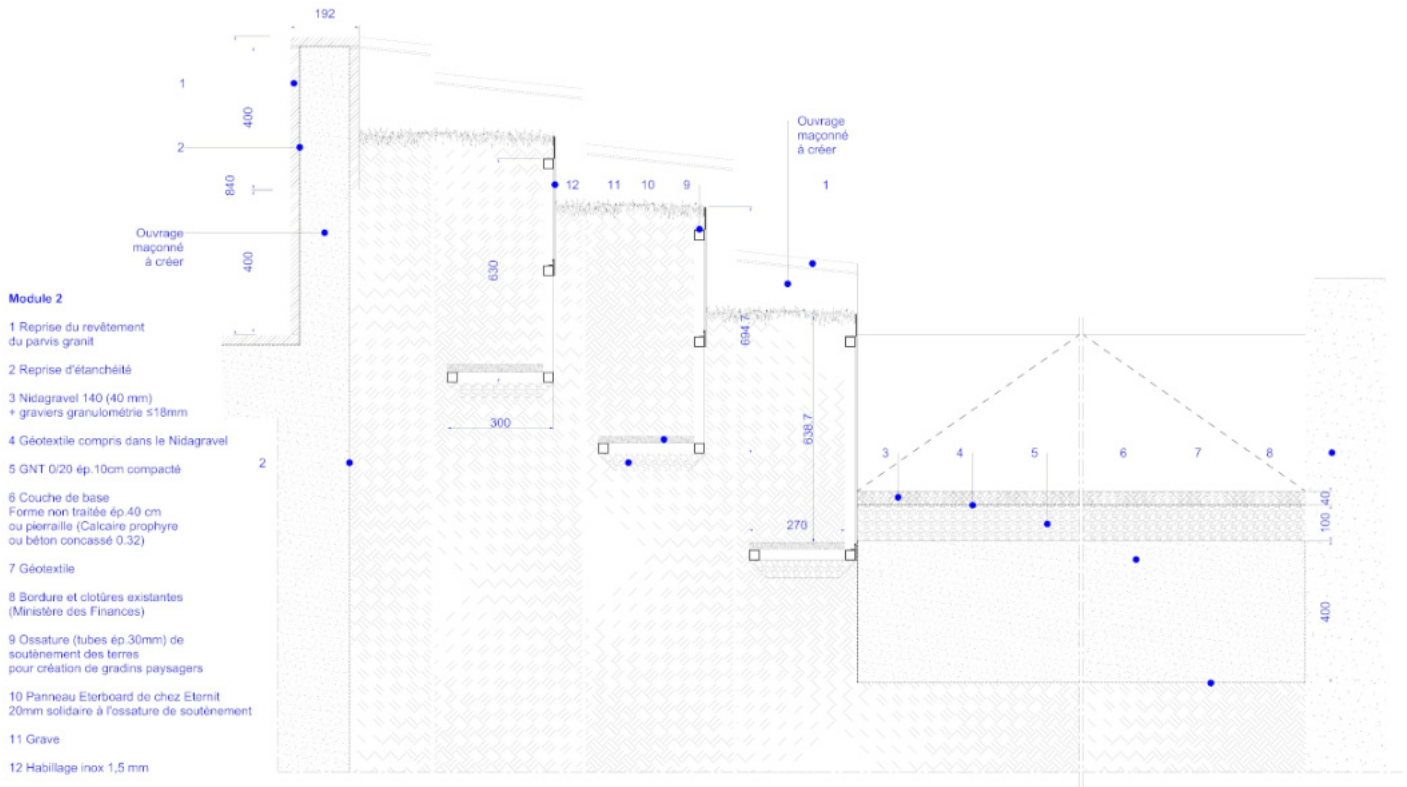 192
1
400
2
840
Ouvrage
maçonné
à créer
400
2
630
300
12 11 10 9
694.7
Ouvrage
maçonné
à créer
1
638.7
270
3 4 5 6 7 8
40
100
400
Module 2
1 Reprise du revêtement
du parvis granit
2 Reprise d'étanchéité
3 Nidagravel 140 (40 mm)
+ graviers granulométrie ≤18mm
4 Géotextile compris dans le Nidagravel
5 GNT 0/20 ép.10cm compacté
6 Couche de base
Forme non traitée ép.40 cm
ou pierraille (Calcaire prophyre
ou béton concassé 0.32)
7 Géotextile
8 Bordure et clotûres existantes
(Ministère des Finances)
9 Ossature (tubes ép.30mm) de
soutènement des terres
pour création de gradins paysagers
10 Panneau Eterboard de chez Eternit
20mm solidaire à l'ossature de soutènement
11 Grave
12 Habillage inox 1,5 mm